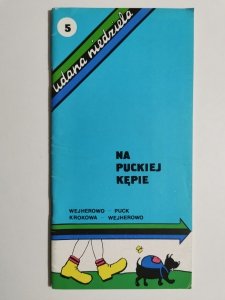 5
udana niedziela
NA
PUCKIEJ
KĘPIE
WEJHEROWO - PUCK
KROKOWA - WEJHEROWO